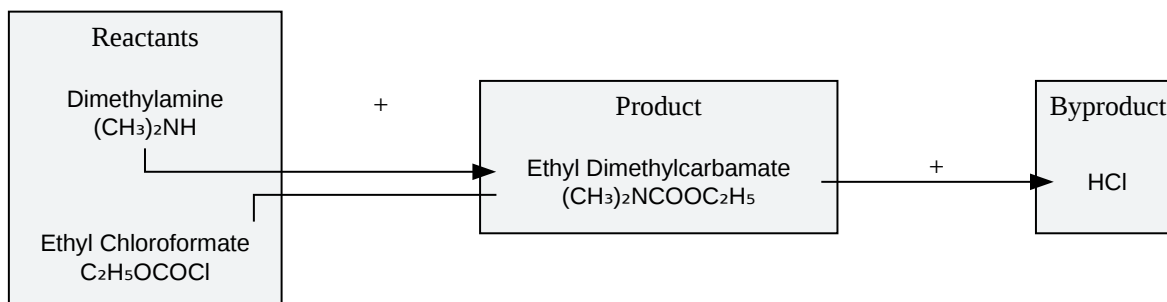 Reactants
Dimethylamine
(CH₃)₂NH
Ethyl Chloroformate
C₂H₅OCOCl
+
Product
Ethyl Dimethylcarbamate
(CH₃)₂NCOOC₂H₅
+
Byproduct
HCl